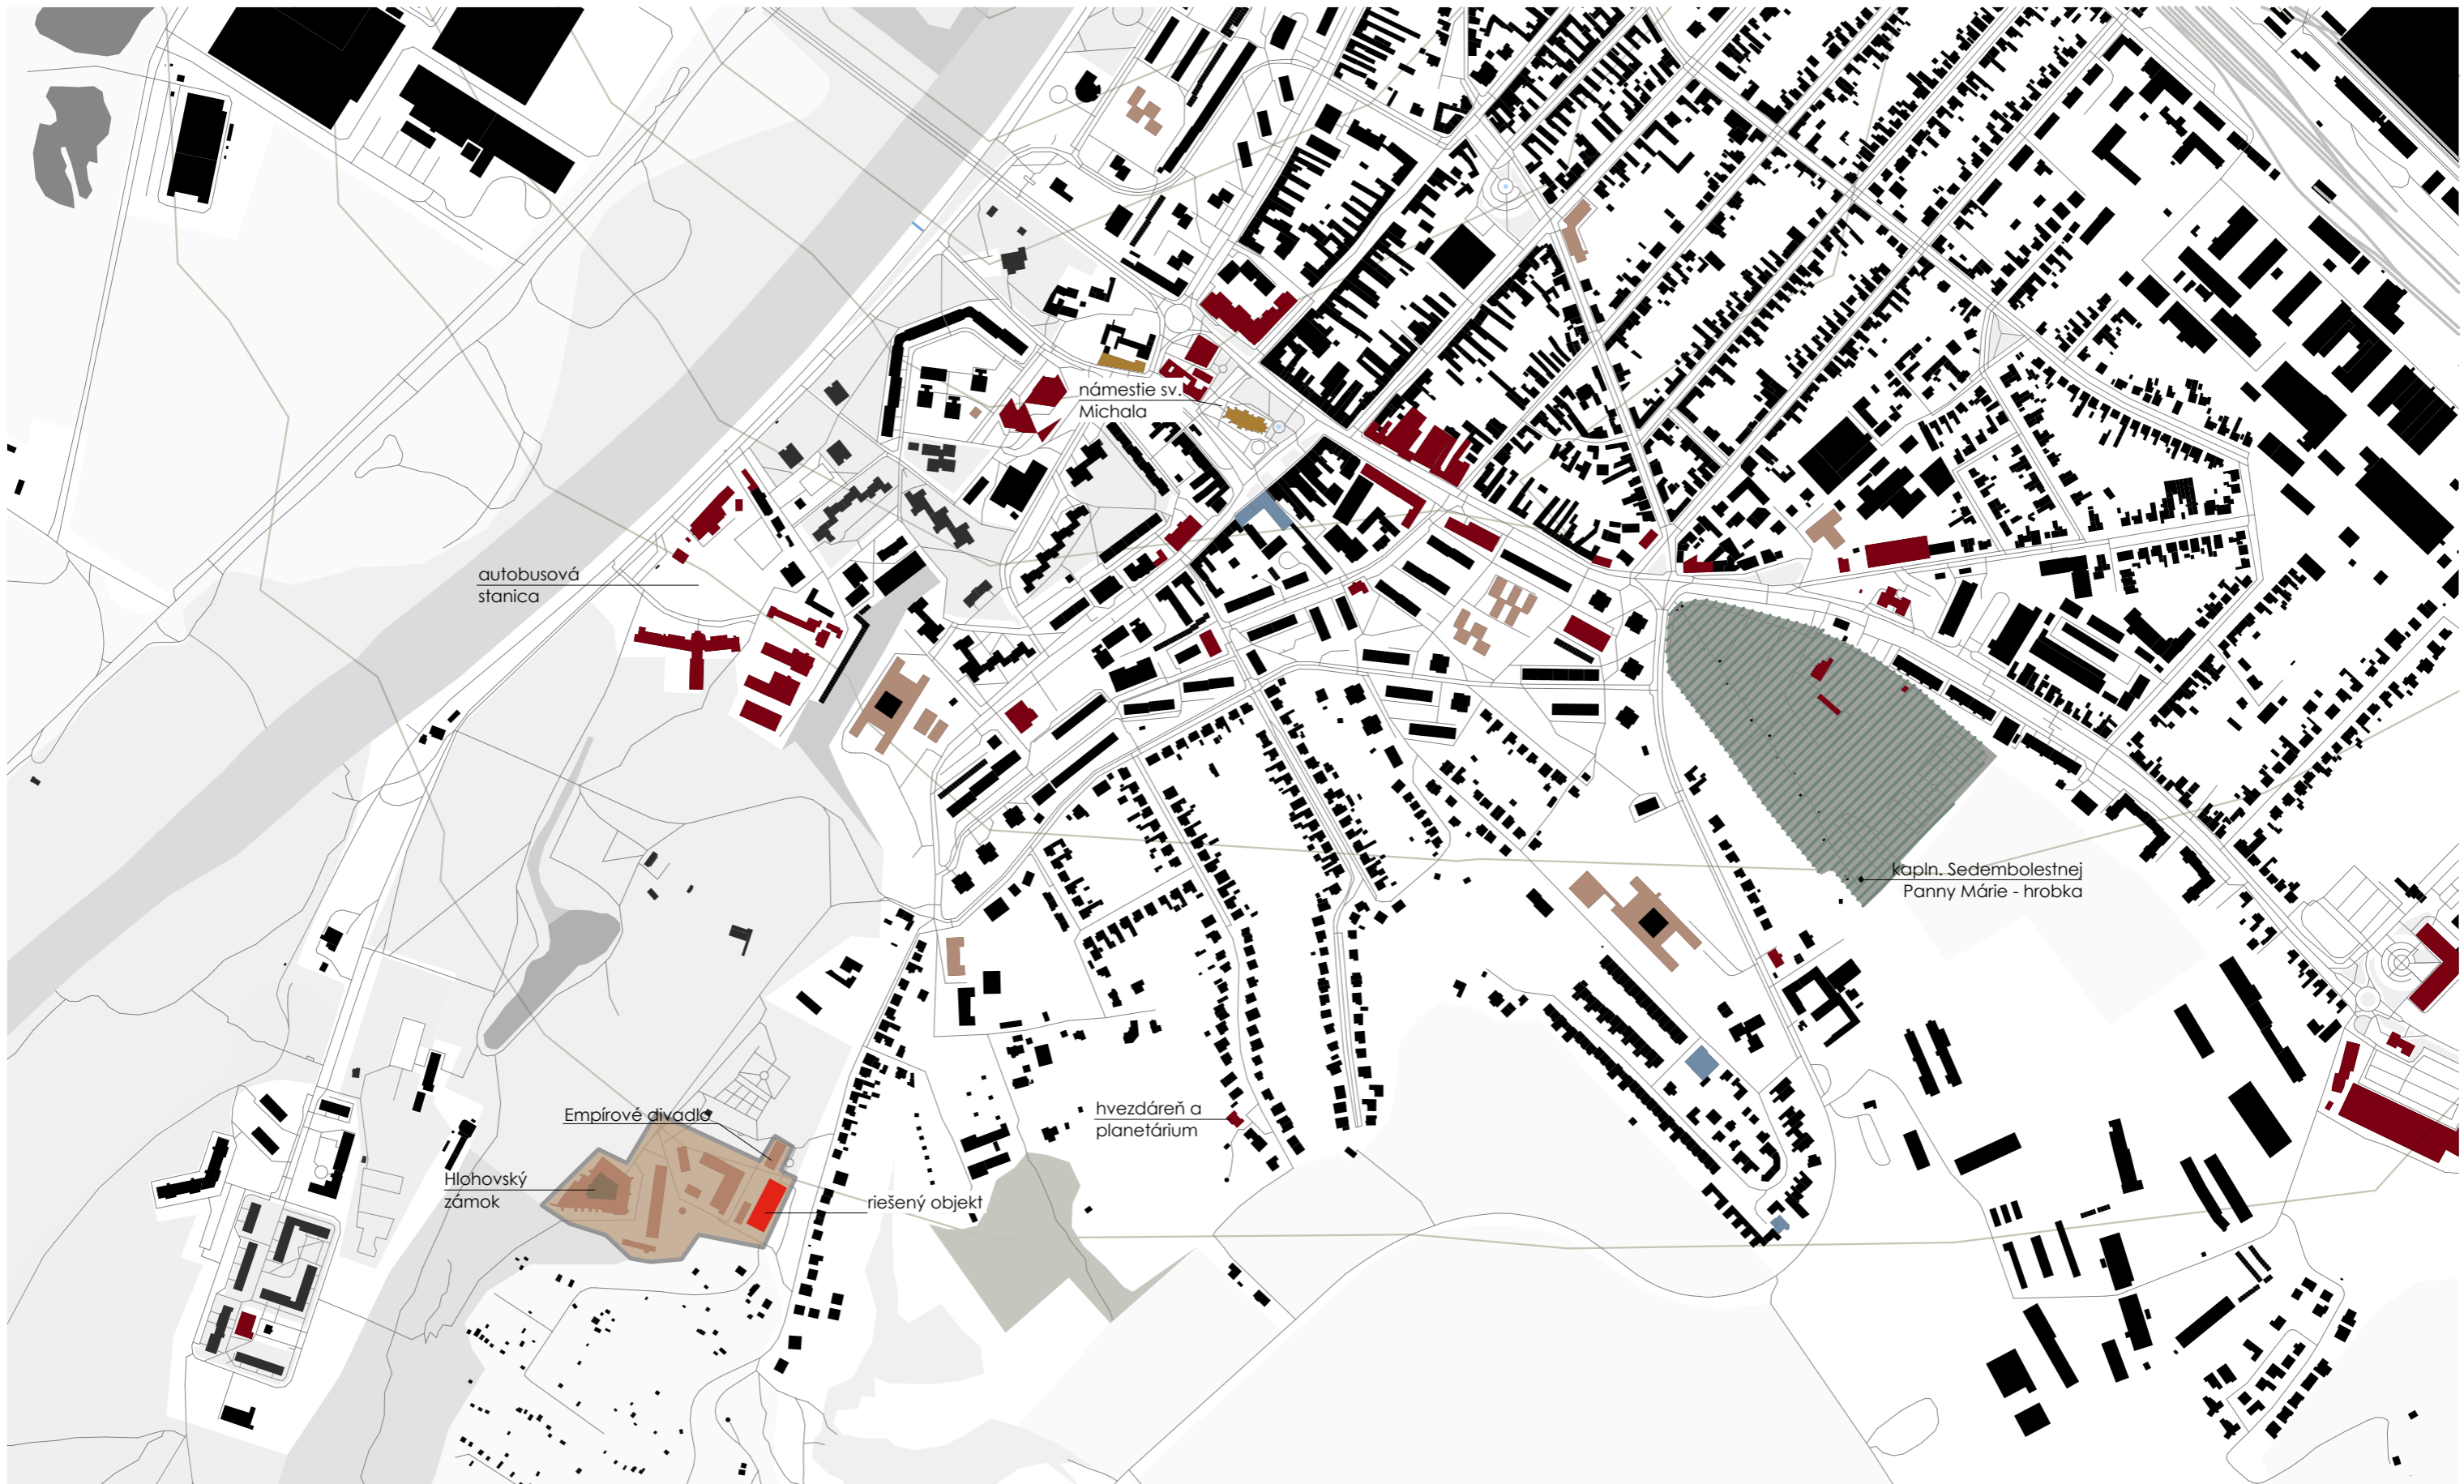 námestie sv.
Michala
autobusová
stanica
kapln. Sedembolestnej
Panny Márie - hrobka
Empírové divadlo
hvezdáreň a
planetárium
Hlohovský
zámok
riešený objekt